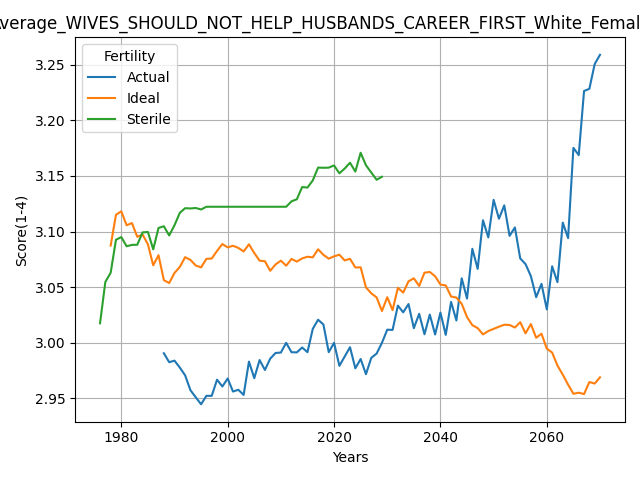 verage_WIVES_SHOULD_NOT_HELP_HUSBANDS_CAREER_FIRST_White_Femal
Fertility
Actual
Ideal
Sterile
3.25
3.20
3.15
3.10
3.05
3.00
2.95
Score(1-4)
1980 2000 2020 2040 2060
Years